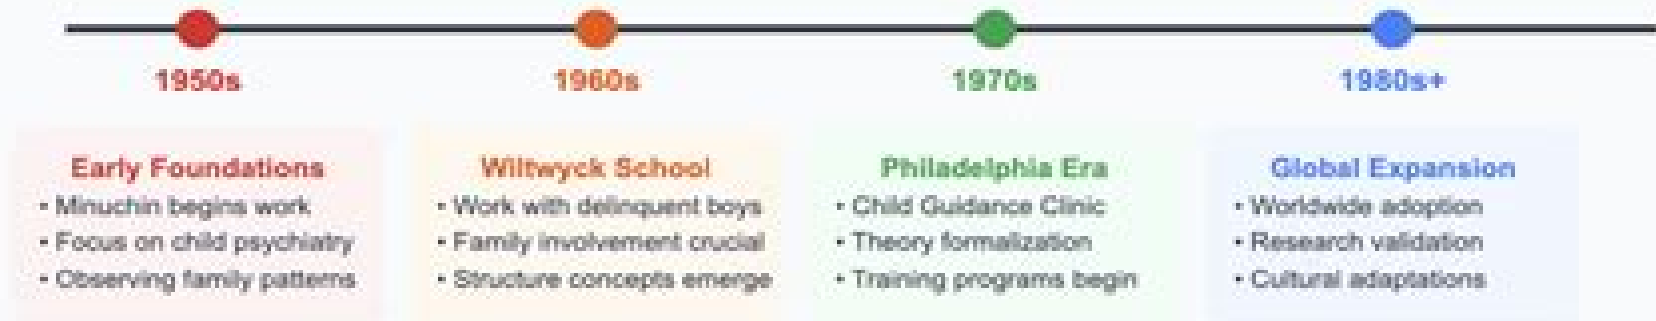 1950s
1960s
1970s
1980s+
Early Foundations
• Minuchin begins work
• Focus on child psychiatry
• Observing family patterns
Wiltwyck School
• Work with delinquent boys
• Family involvement crucial
• Structure concepts emerge
Philadelphia Era
• Child Guidance Clinic
• Theory formalization
• Training programs begin
Global Expansion
• Worldwide adoption
• Research validation
• Cultural adaptations